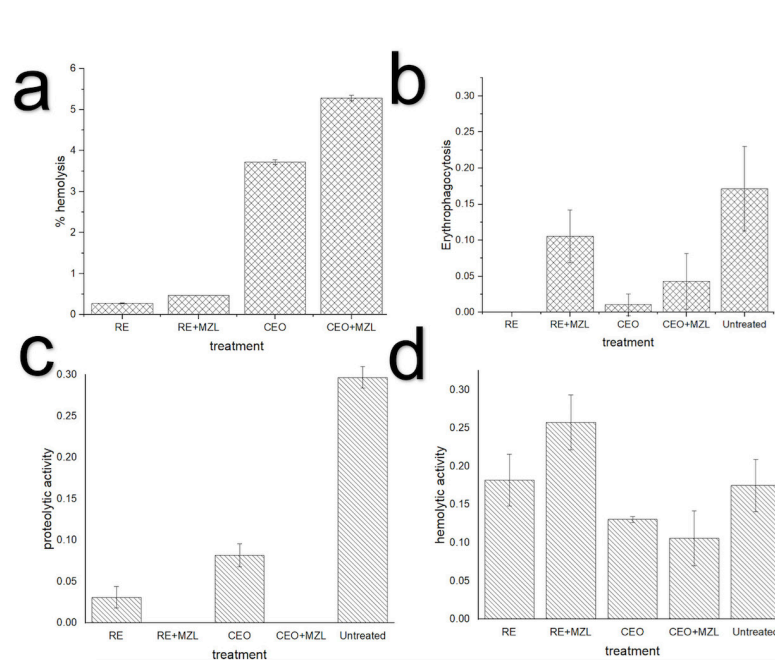 a
6
5
4
3
2
1
0
% hemolysis
RE RE+MZL CEO CEO+MZL
treatment
b
0.30
0.25
0.20
0.15
0.10
0.05
0.00
Erythrophagocytosis
RE RE+MZL CEO CEO+MZL Untreated
treatment
c
0.30
0.25
0.20
0.15
0.10
0.05
0.00
proteolytic activity
RE RE+MZL CEO CEO+MZL Untreated
treatment
d
0.30
0.25
0.20
0.15
0.10
0.05
0.00
hemolytic activity
RE RE+MZL CEO CEO+MZL Untreated
treatment